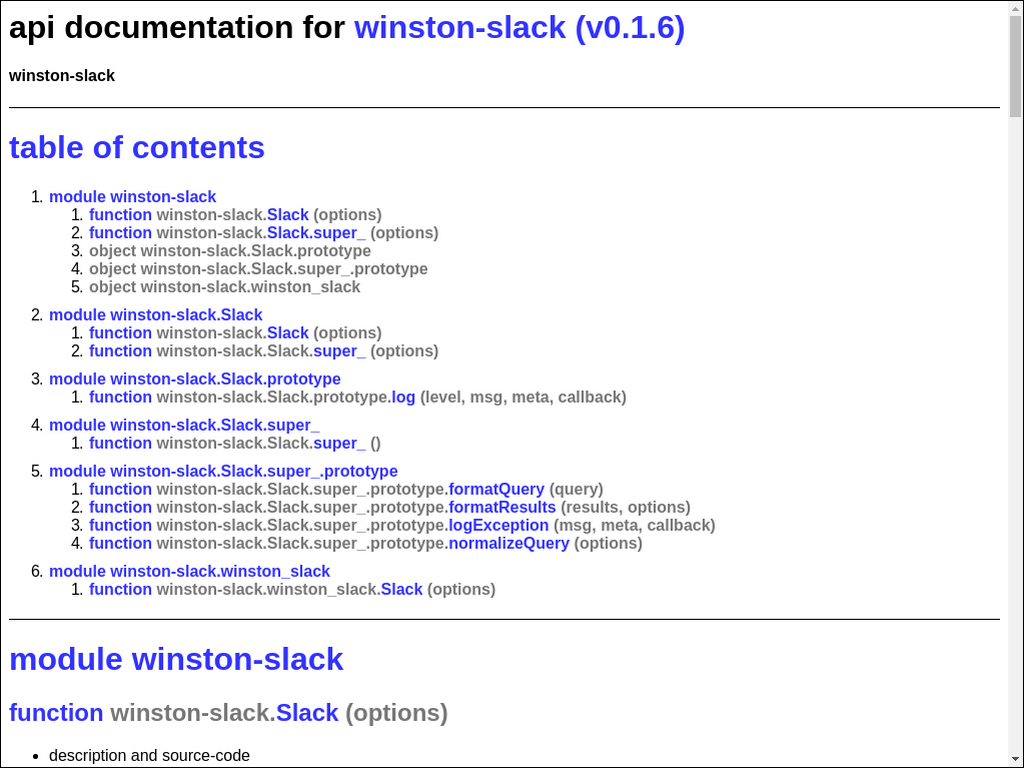 api documentation for winston-slack (v0.1.6)
winston-slack
table of contents
1. module winston-slack
1. function winston-slack.Slack (options)
2. function winston-slack.Slack.super_ (options)
3. object winston-slack.Slack.prototype
4. object winston-slack.Slack.super_.prototype
5. object winston-slack.winston_slack
2. module winston-slack.Slack
1. function winston-slack.Slack (options)
2. function winston-slack.Slack.super_ (options)
3. module winston-slack.Slack.prototype
1. function winston-slack.Slack.prototype.log (level, msg, meta, callback)
4. module winston-slack.Slack.super_
1. function winston-slack.Slack.super_ ()
5. module winston-slack.Slack.super_.prototype
1. function winston-slack.Slack.super_.prototype.formatQuery (query)
2. function winston-slack.Slack.super_.prototype.formatResults (results, options)
3. function winston-slack.Slack.super_.prototype.logException (msg, meta, callback)
4. function winston-slack.Slack.super_.prototype.normalizeQuery (options)
6. module winston-slack.winston_slack
1. function winston-slack.winston_slack.Slack (options)
module winston-slack
function winston-slack.Slack (options)
• description and source-code